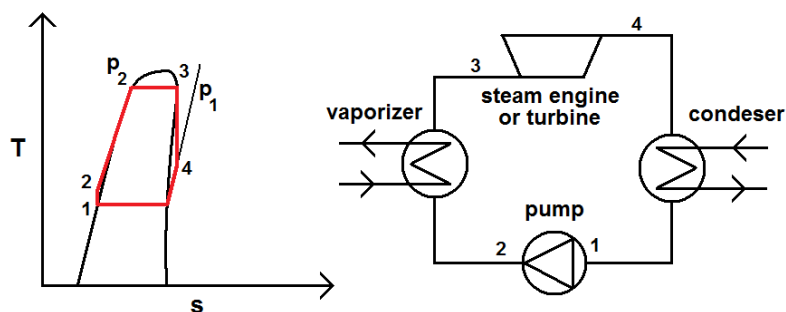 p2
3
p1
T
4
2
1
s
3
4
vaporizer
steam engine
or turbine
condeser
pump
2
1